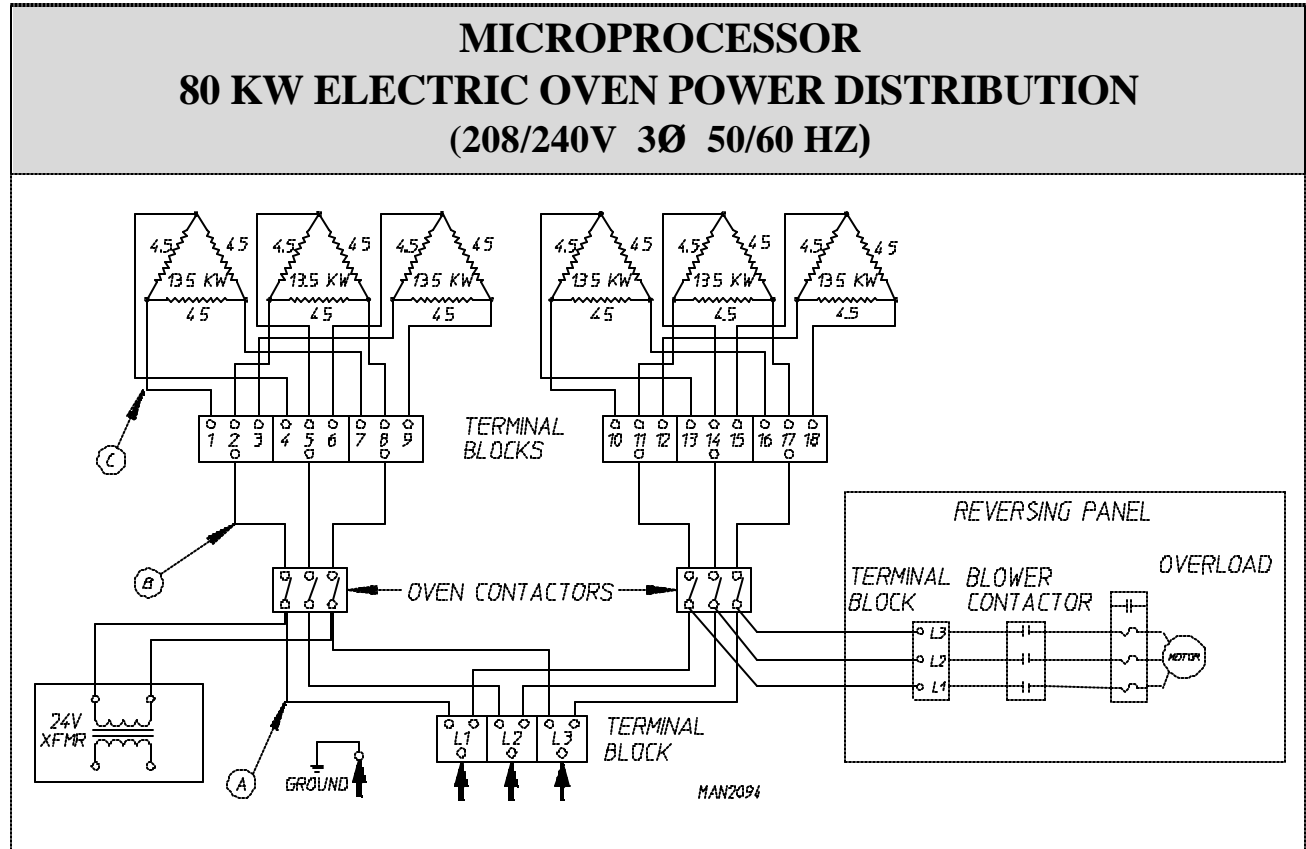 MICROPROCESSOR
80 KW ELECTRIC OVEN POWER DISTRIBUTION
(208/240V 3Ø 50/60 HZ)
4.5 4.5 4.5 4.5 4.5 4.5 4.5 4.5 4.5 4.5 4.5 4.5
13.5 KW 13.5 KW 13.5 KW 13.5 KW 13.5 KW 13.5 KW
4.5 4.5 4.5 4.5 4.5 4.5
1 2 3 4 5 6 7 8 9
TERMINAL
BLOCKS
10 11 12 13 14 15 16 17 18
C
B
OVEN CONTACTORS
REVERSING PANEL
OVERLOAD
TERMINAL
BLOCK
BLOWER
CONTACTOR
L3
L2
L1
MOTOR
24V
XFMR
A
GROUND
L1 L2 L3
TERMINAL
BLOCK
MAN2094